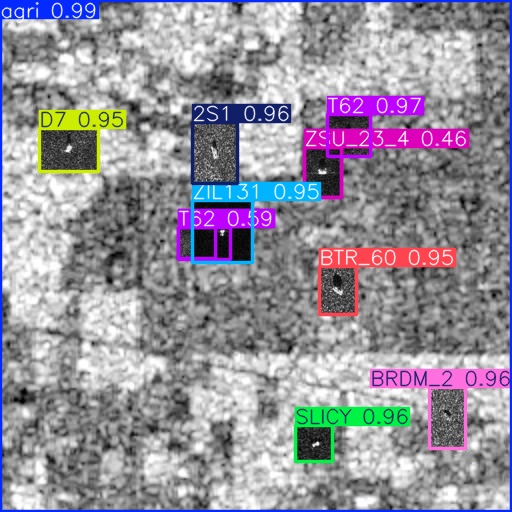 agri 0.99
T62 0.97
2S1 0.96
D7 0.95
ZSU_23_4 0.46
ZIL131 0.95
T62 0.59
BTR_60 0.95
BRDM_2 0.96
SLICY 0.96